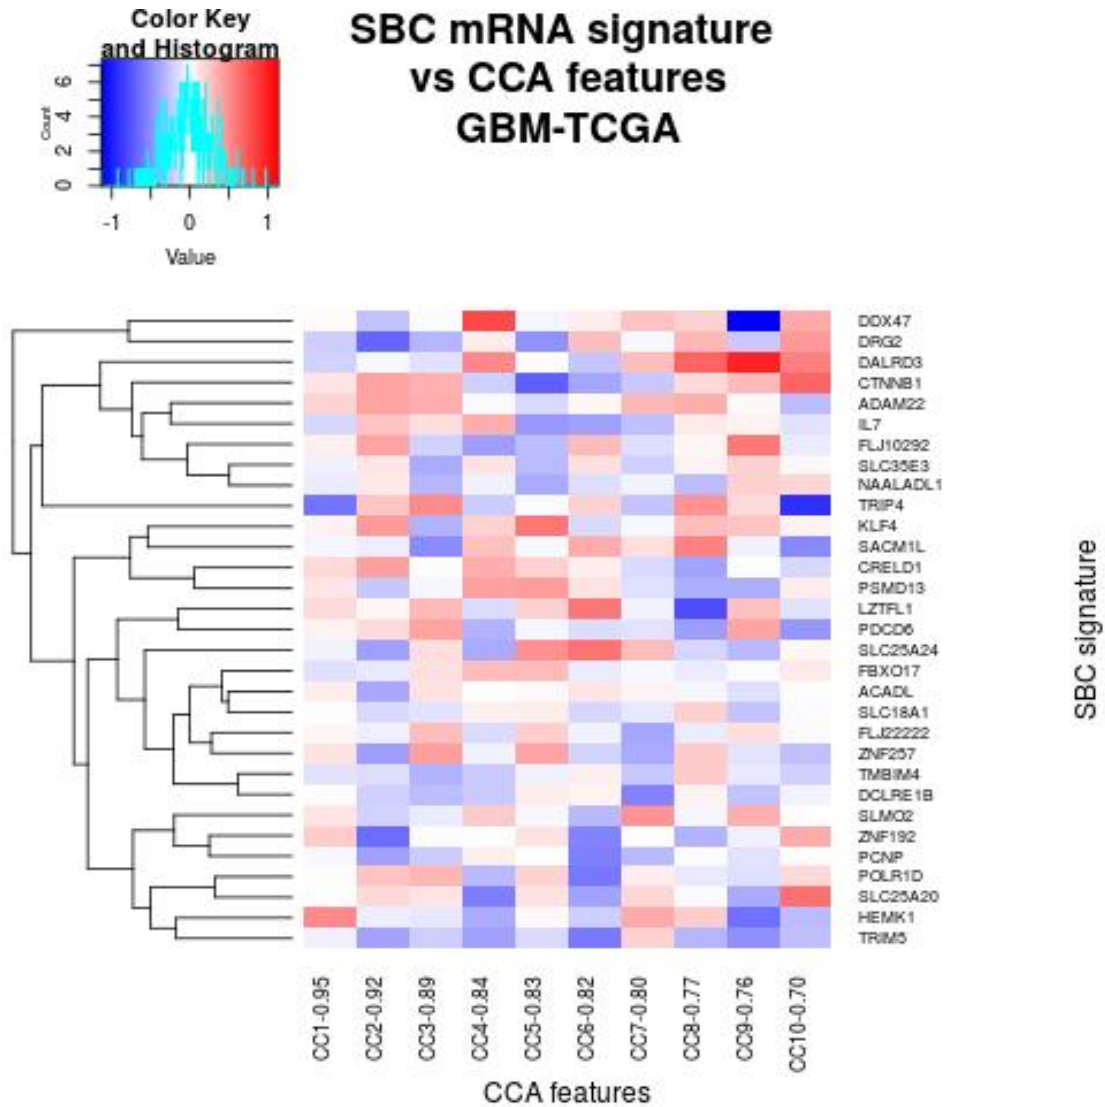 Color Key
and Histogram
SBC mRNA signature
vs CCA features
GBM-TCGA
Count
0 2 4 6
-1 0 1
Value
DDX47
DRG2
DALRD3
CTNNB1
ADAM22
IL7
FLJ10292
SLC35E3
NAALADL1
TRIP4
KLF4
SACM1L
CRELD1
PSMD13
LZTFL1
PDCD6
SLC25A24
FBXO17
ACADL
SLC18A1
FLJ22222
ZNF257
TMBIM4
DCLRE1B
SLMO2
ZNF192
PCNP
POLR1D
SLC25A20
HEMK1
TRIM5
SBC signature
CC1-0.95
CC2-0.92
CC3-0.89
CC4-0.84
CC5-0.83
CC6-0.82
CC7-0.80
CC8-0.77
CC9-0.76
CC10-0.70
CCA features